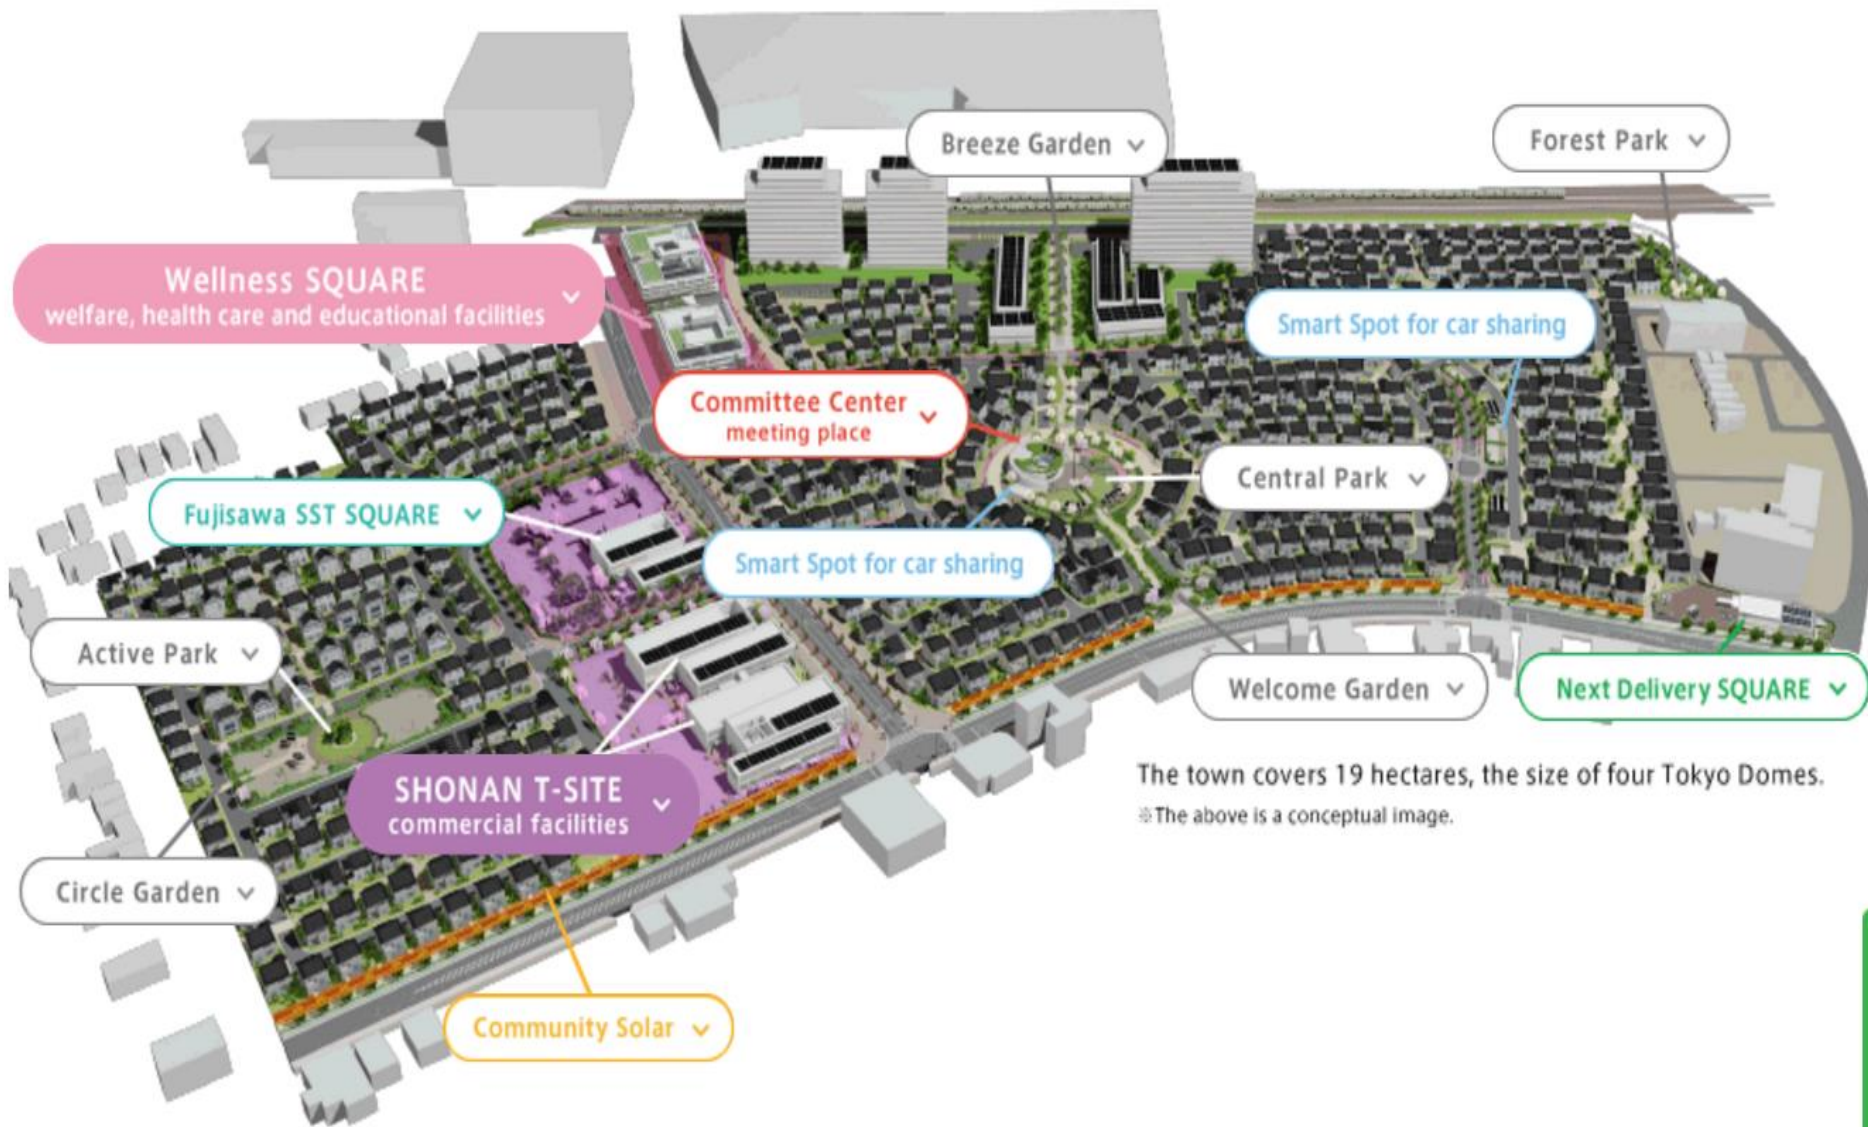 Breeze Garden
Forest Park
Wellness SQUARE
welfare, health care and educational facilities
Smart Spot for car sharing
Committee Center
meeting place
Central Park
Fujisawa SST SQUARE
Smart Spot for car sharing
Active Park
Welcome Garden
Next Delivery SQUARE
SHONAN T-SITE
commercial facilities
The town covers 19 hectares, the size of four Tokyo Domes.
※The above is a conceptual image.
Circle Garden
Community Solar